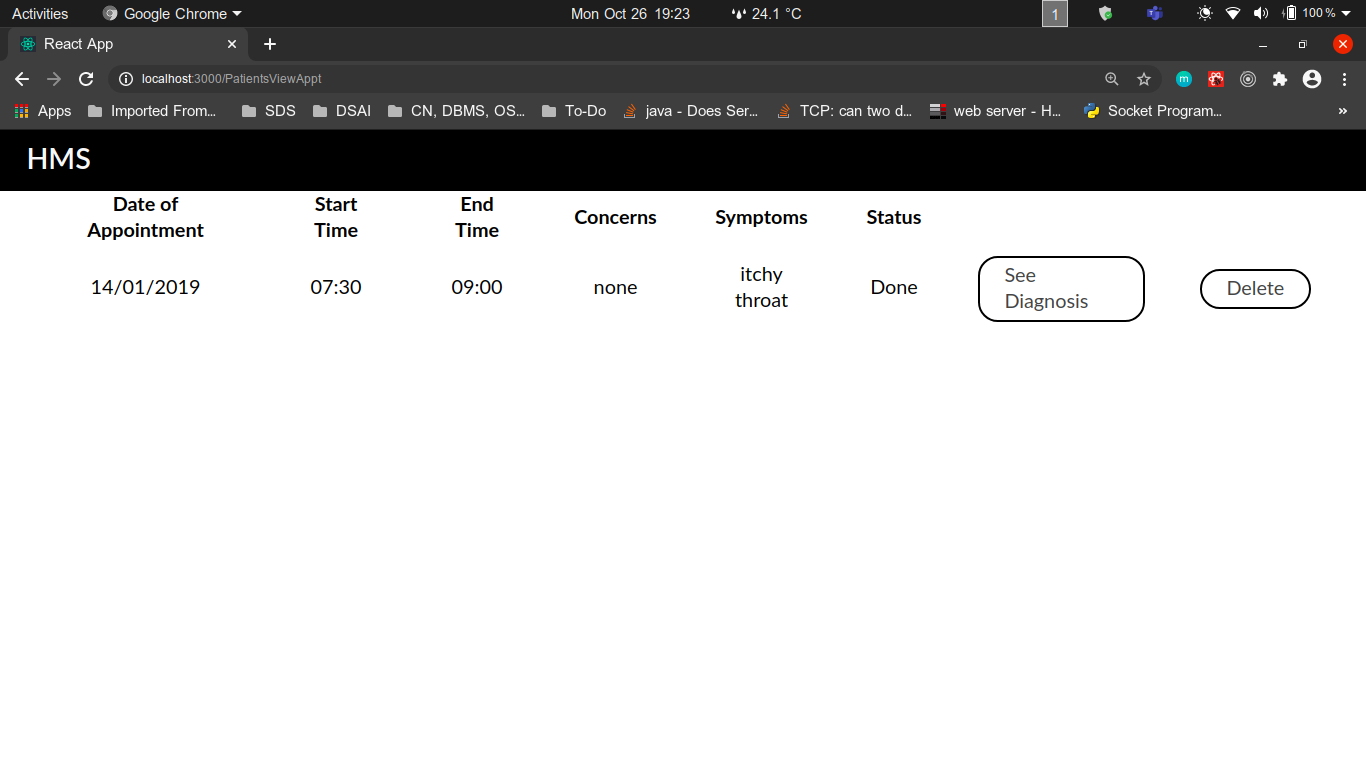 Activities Google Chrome Mon Oct 26 19:23 24.1 °C 1 100 %
React App
localhost:3000/PatientsViewAppt m
Apps Imported From... SDS DSAI CN, DBMS, OS... To-Do java - Does Ser... TCP: can two d... web server - H... Socket Program... »
HMS
Date of Appointment Start Time End Time Concerns Symptoms Status
14/01/2019 07:30 09:00 none itchy throat Done See Diagnosis Delete